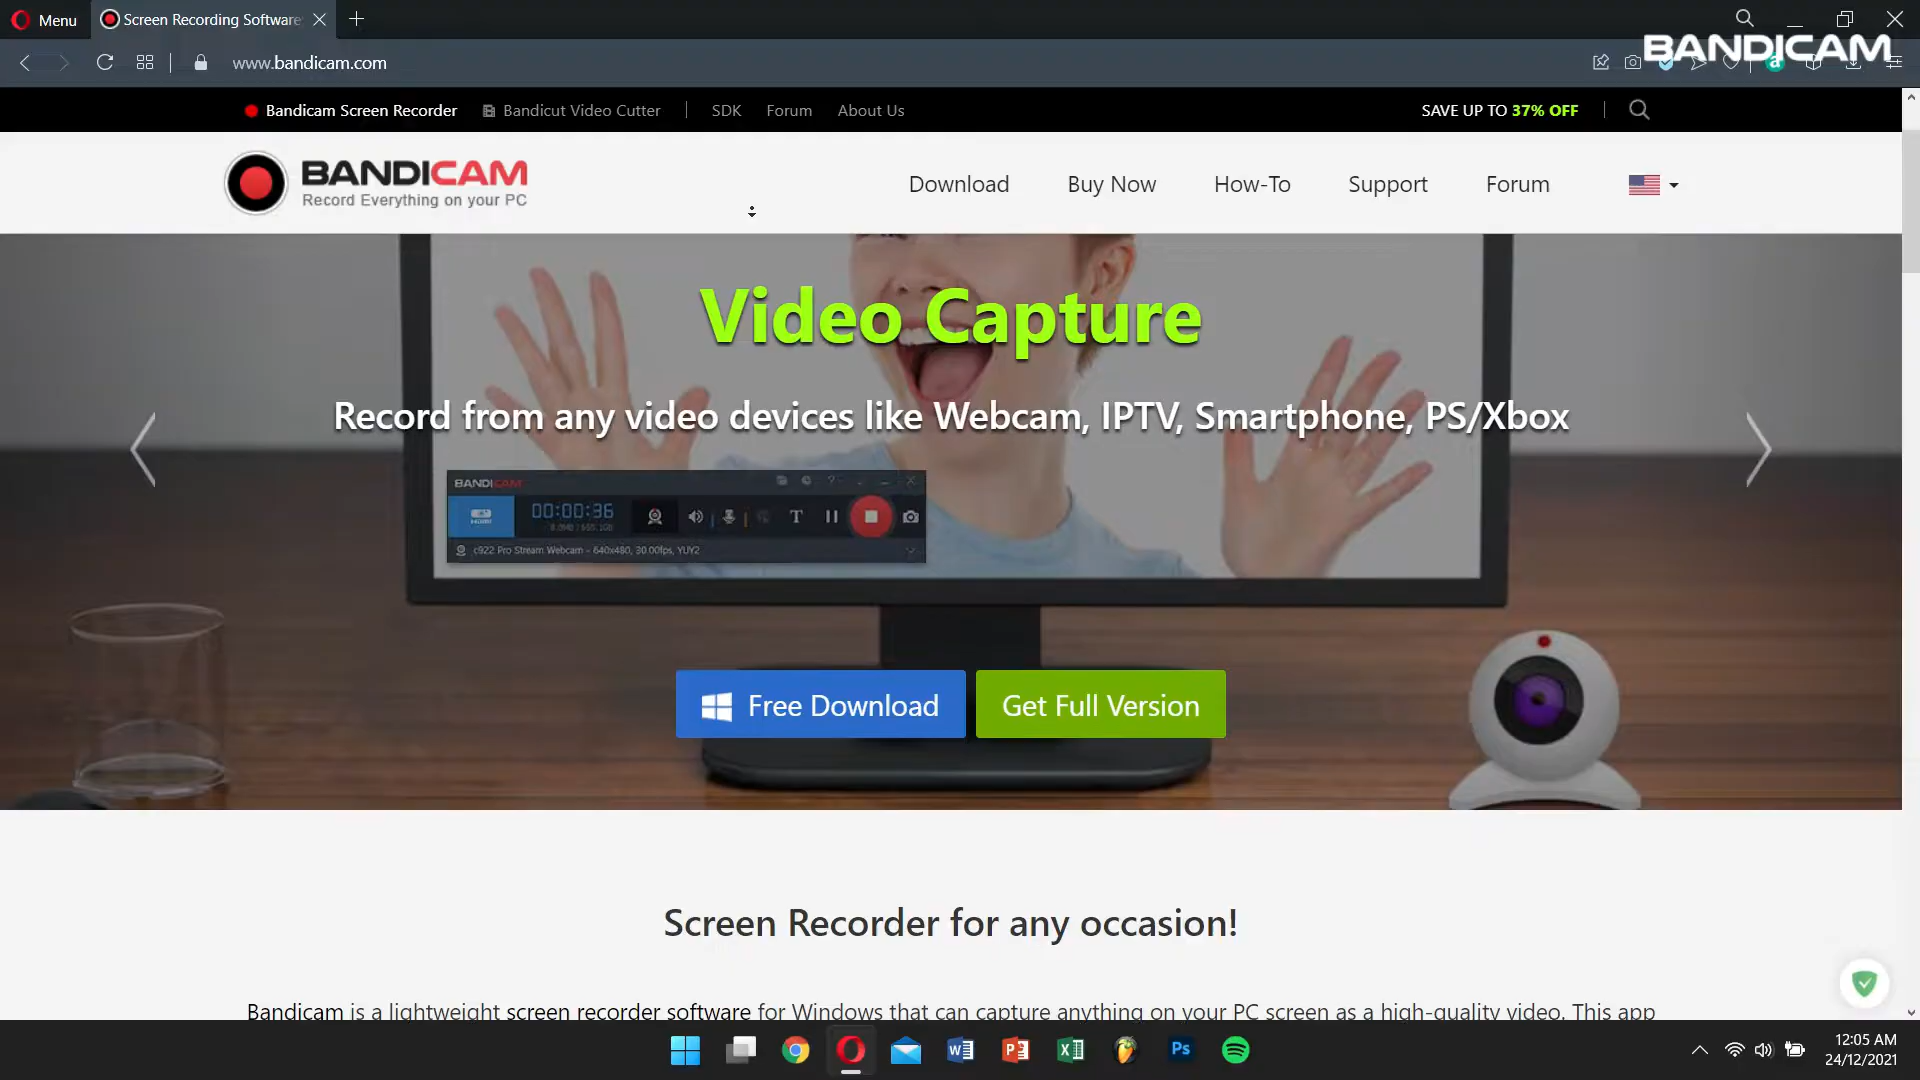 Menu
Screen Recording Software
BANDICAM
www.bandicam.com
Bandicam Screen Recorder
Bandicut Video Cutter
SDK
Forum
About Us
SAVE UP TO 37% OFF
BANDICAM
Record Everything on your PC
Download
Buy Now
How-To
Support
Forum
Video Capture
Record from any video devices like Webcam, IPTV, Smartphone, PS/Xbox
BANDICAM
00:00:36
c922 Pro Stream Webcam - 640x480, 30.00fps, YUY2
Free Download
Get Full Version
Screen Recorder for any occasion!
Bandicam is a lightweight screen recorder software for Windows that can capture anything on your PC screen as a high-quality video. This app
12:05 AM
24/12/2021